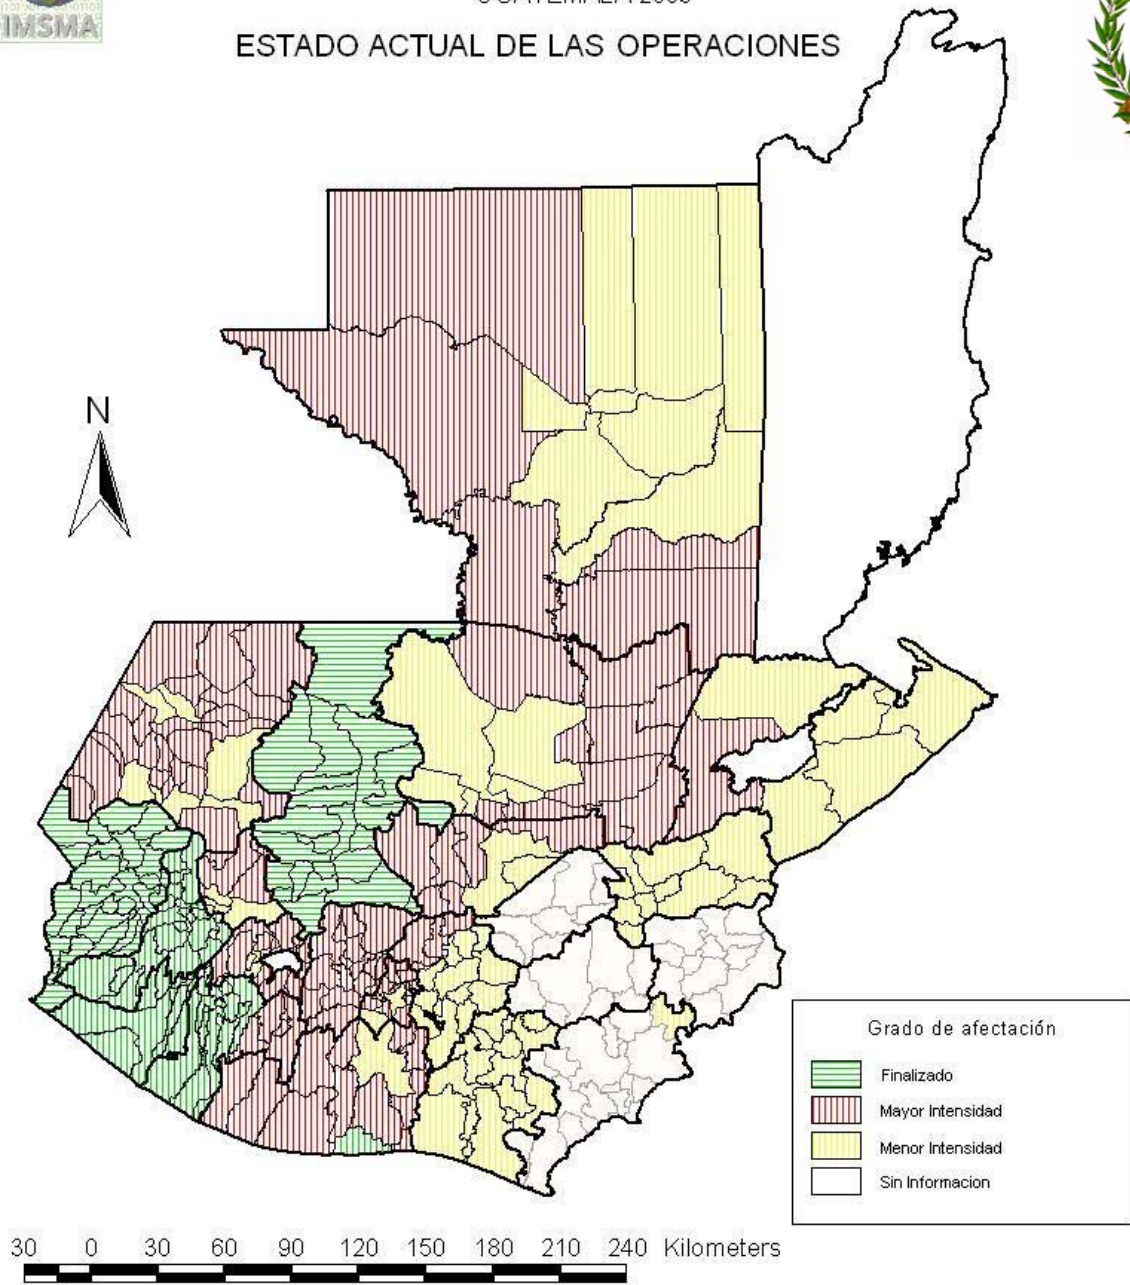 IMSMA
ESTADO ACTUAL DE LAS OPERACIONES
N
Grado de afectación
Finalizado
Mayor Intensidad
Menor Intensidad
Sin Informacion
30 0 30 60 90 120 150 180 210 240 Kilometers